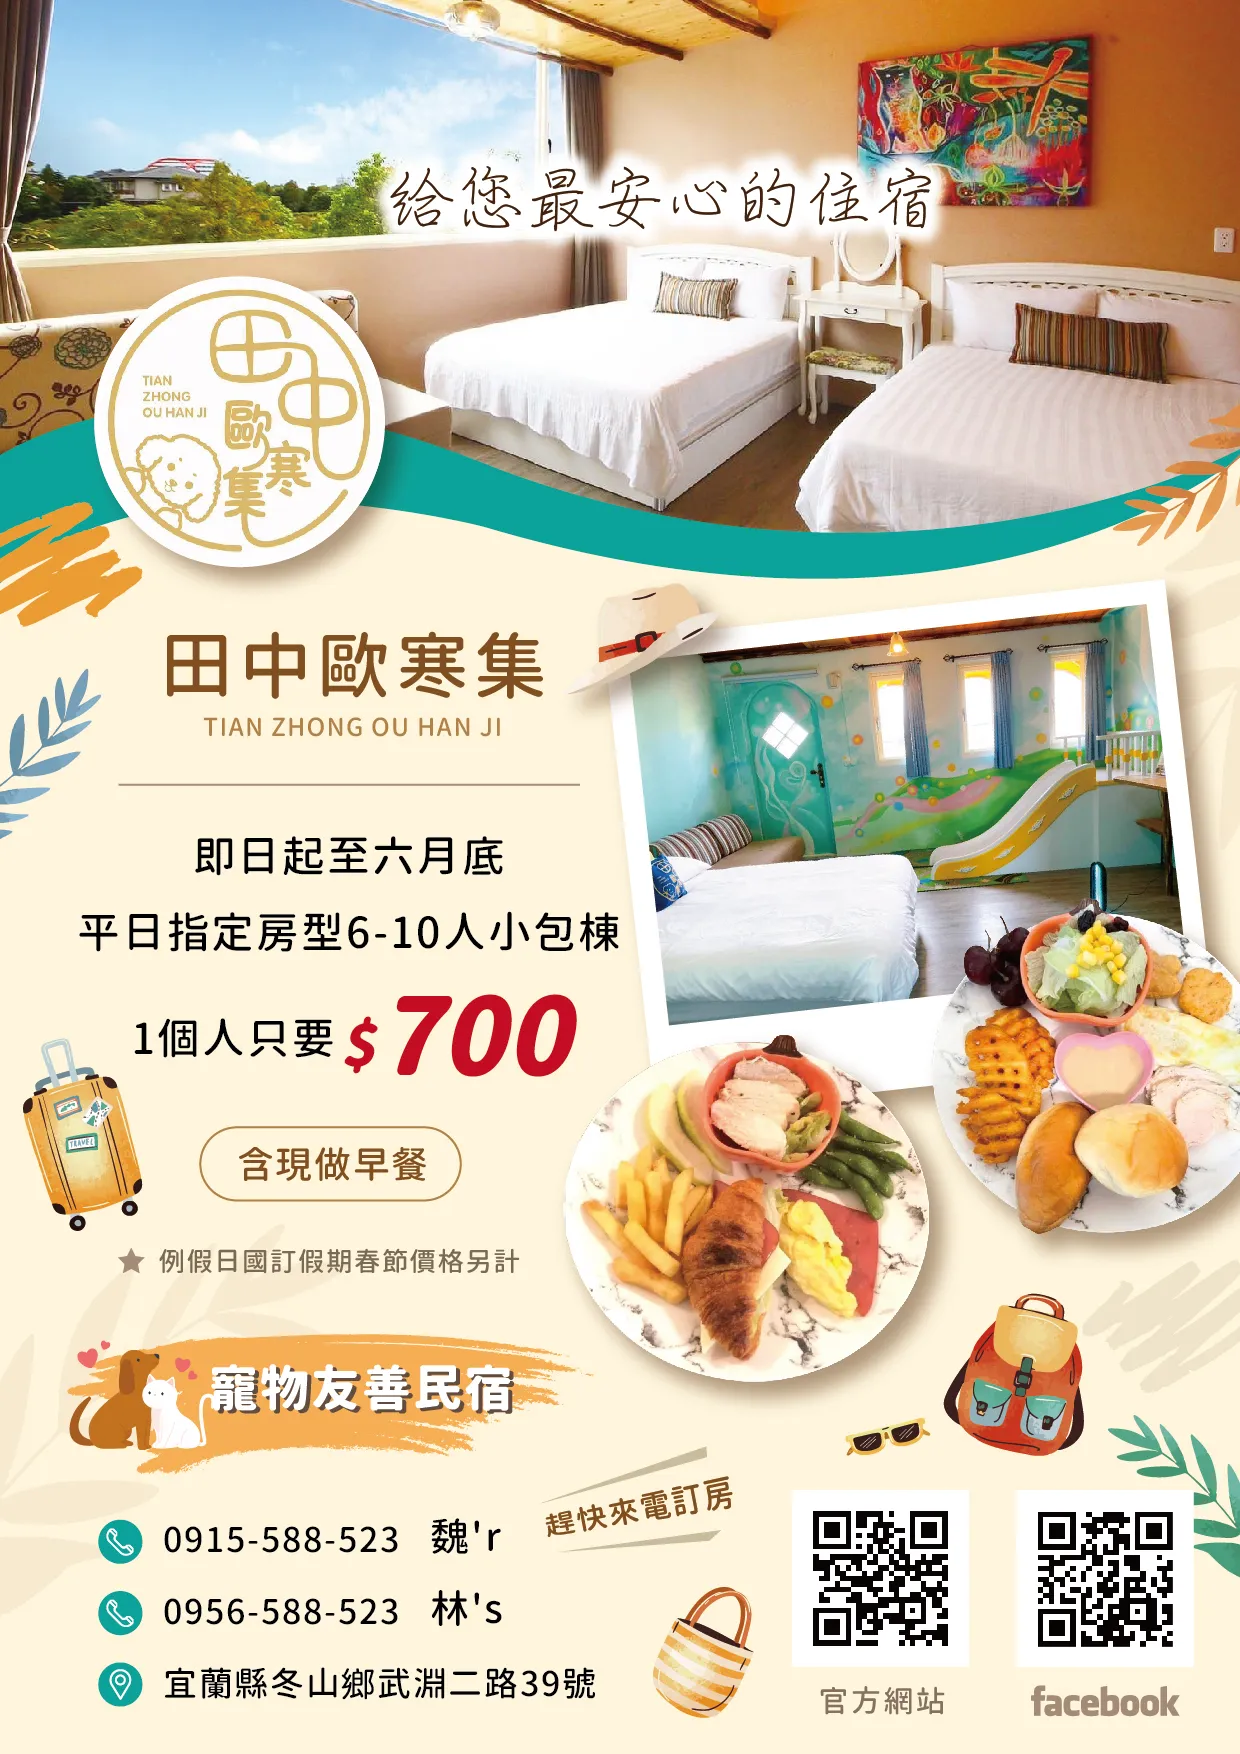 给您最安心的住宿
田中
TIAN
ZHONG
OU HAN JI
歐寒集
田中歐寒集
TIAN ZHONG OU HAN JI
即日起至六月底
平日指定房型6-10人小包棟
1個人只要$700
TRAVEL
含現做早餐
★ 例假日國訂假期春節價格另計
寵物友善民宿
趕快來電訂房
0915-588-523 魏'r
0956-588-523 林's
宜蘭縣冬山鄉武淵二路39號
官方網站
facebook